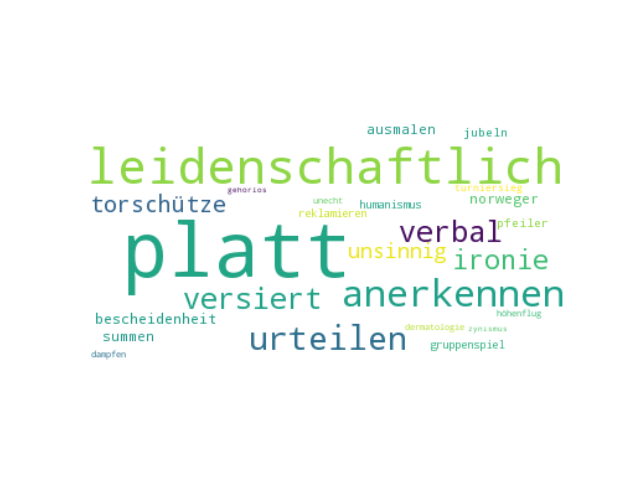 ausmalen
jubeln
leidenschaftlich
turniersieg
gehorlos
torschütze
unecht
humanismus
norweger
reklamieren
platt
verbal
pfeiler
unsinnig
ironie
versiert
anerkennen
bescheidenheit
höhenflug
summen
urteilen
dermatologie
zynismus
gruppenspiel
dampfen